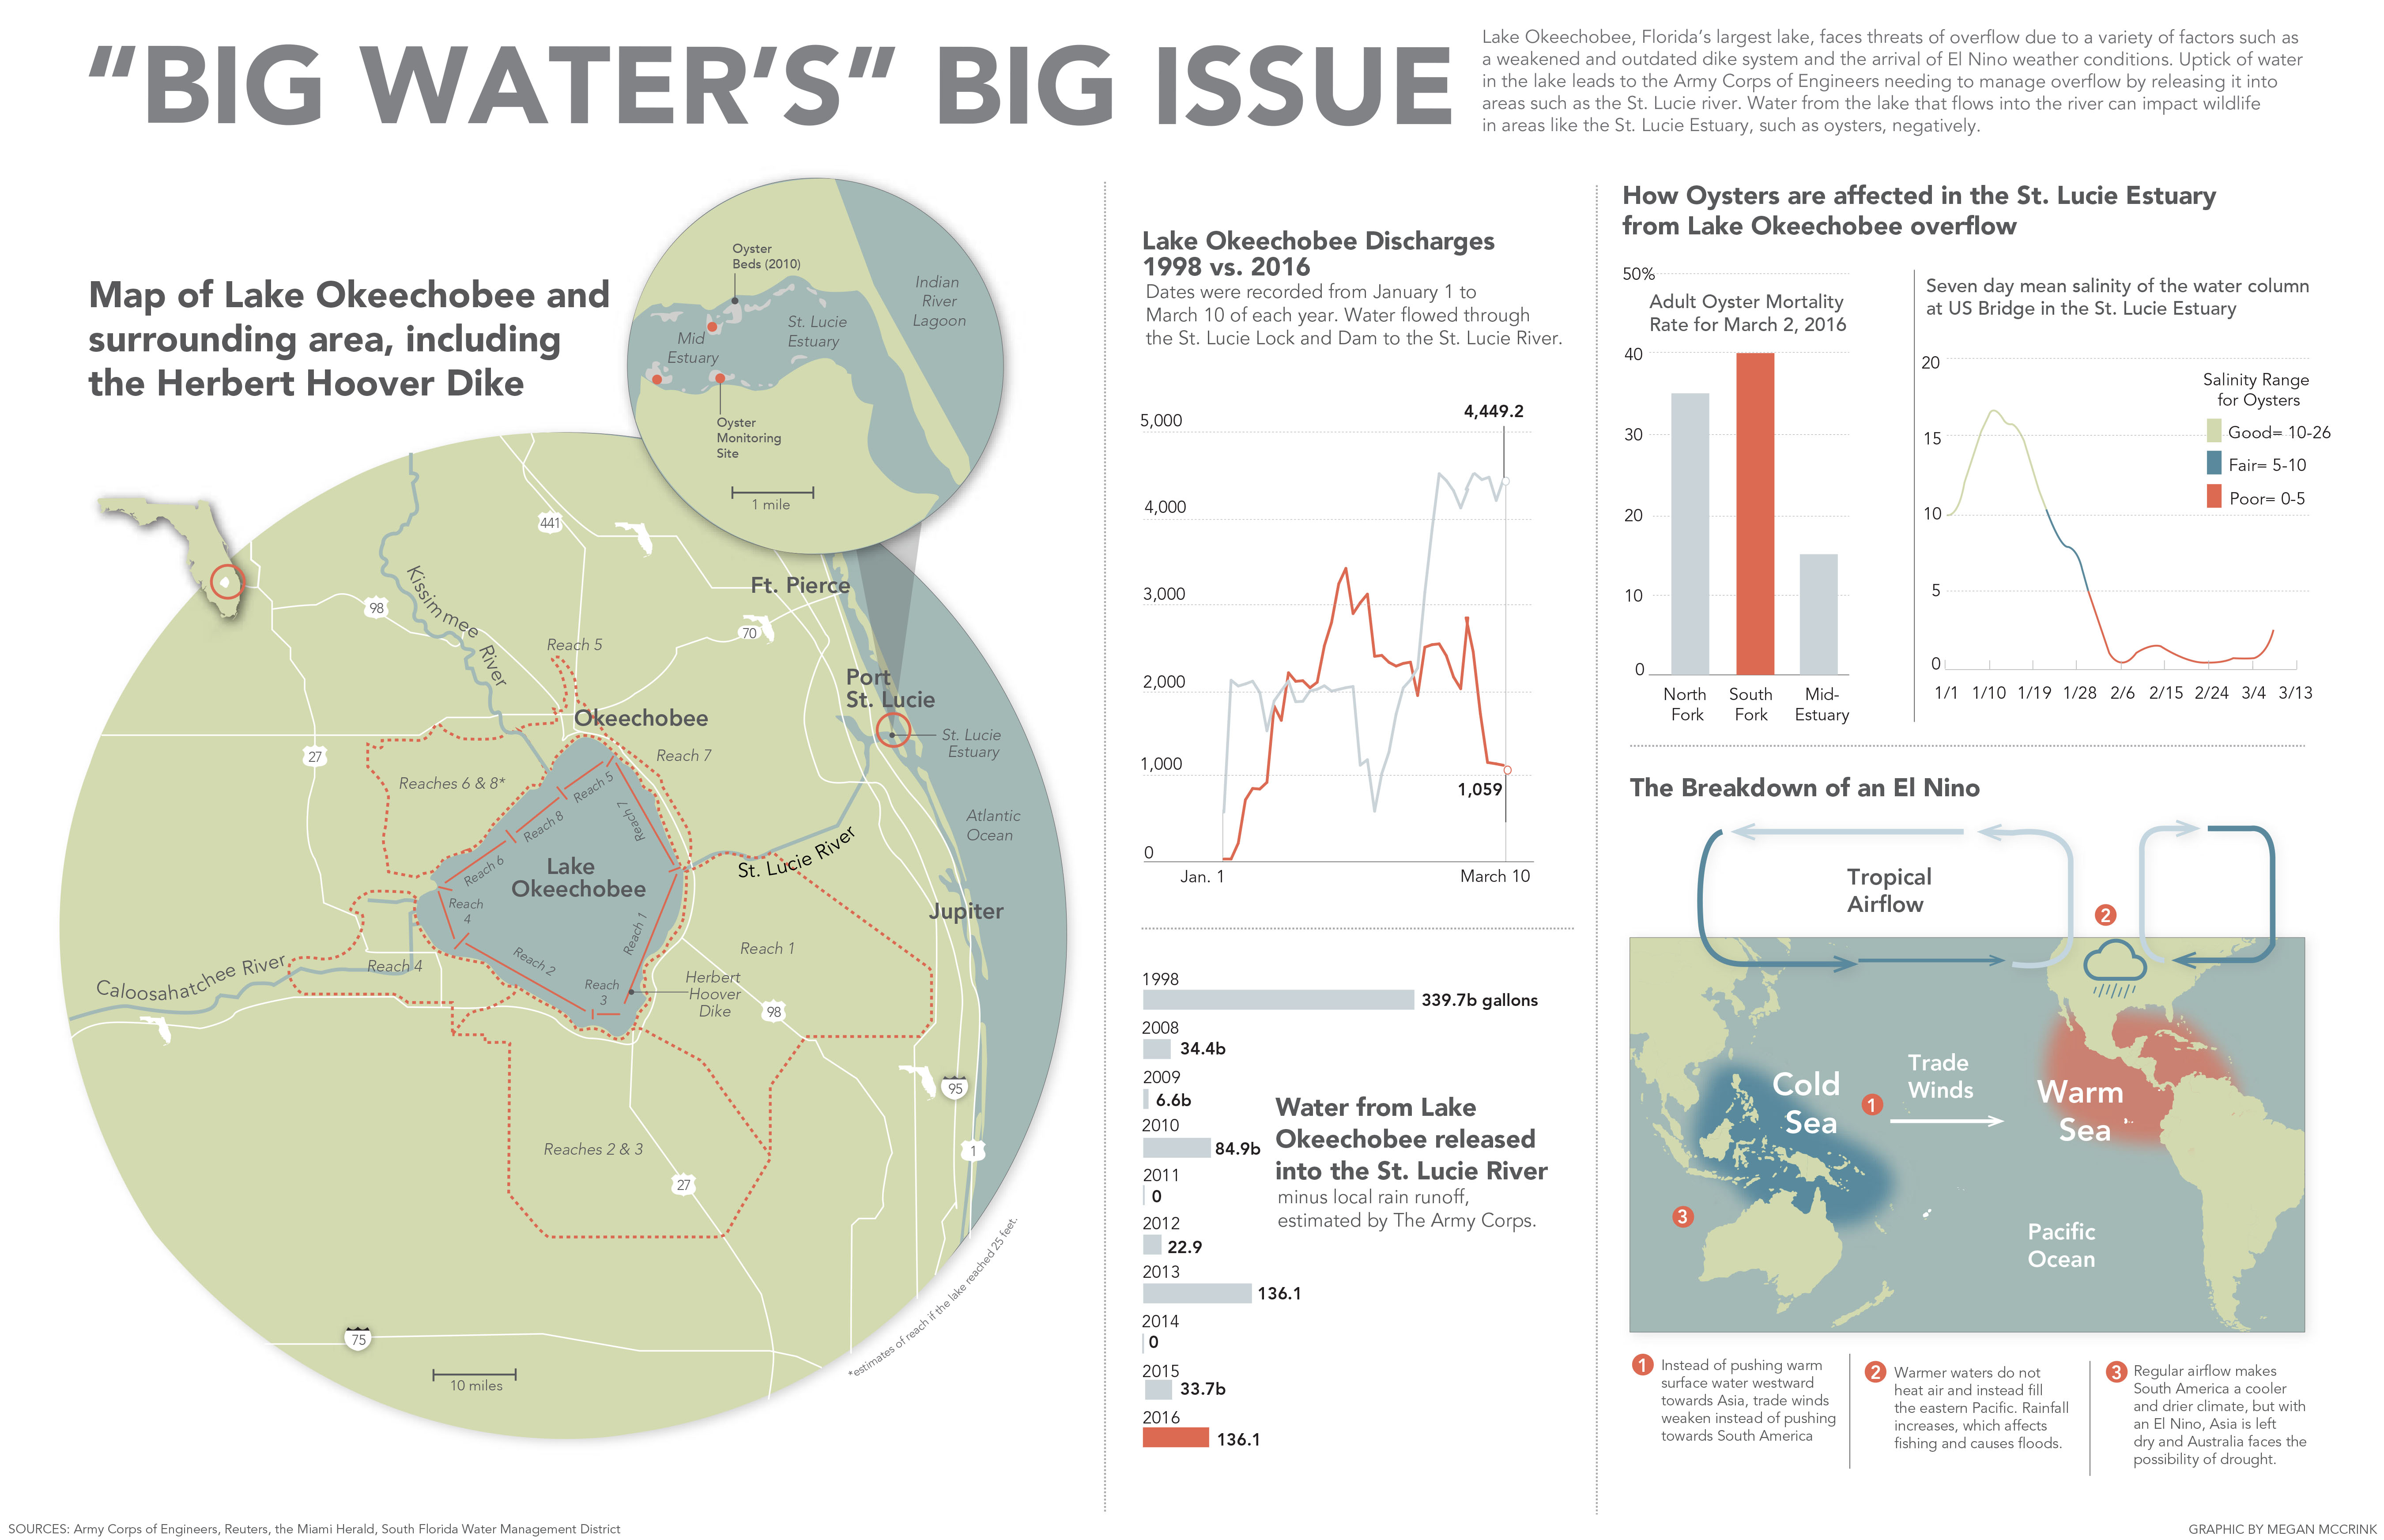 “BIG WATER’S” BIG ISSUE
Lake Okeechobee, Florida’s largest lake, faces threats of overflow due to a variety of factors such as
a weakened and outdated dike system and the arrival of El Nino weather conditions. Uptick of water
in the lake leads to the Army Corps of Engineers needing to manage overflow by releasing it into
areas such as the St. Lucie river. Water from the lake that flows into the river can impact wildlife
in areas like the St. Lucie Estuary, such as oysters, negatively.
Map of Lake Okeechobee and
surrounding area, including
the Herbert Hoover Dike
Oyster
Beds (2010)
Indian
River
Lagoon
St. Lucie
Estuary
Mid
Estuary
Oyster
Monitoring
Site
1 mile
441
98
Kissimmee River
Ft. Pierce
70
Reach 5
Port
St. Lucie
St. Lucie
Estuary
Okeechobee
Reach 7
27
Reaches 6 & 8*
Reach 5
Reach 7
Reach 8
Reach 6
Lake
Okeechobee
Reach
4
Reach 1
Reach 2
Reach
3
St. Lucie River
Atlantic
Ocean
Jupiter
Reach 1
Herbert
Hoover
Dike
Reach 4
Caloosahatchee River
98
95
1
Reaches 2 & 3
27
75
10 miles
*estimates of reach if the lake reached 25 feet.
Lake Okeechobee Discharges
1998 vs. 2016
Dates were recorded from January 1 to
March 10 of each year. Water flowed through
the St. Lucie Lock and Dam to the St. Lucie River.
4,449.2
5,000
4,000
3,000
2,000
1,000
1,059
0
Jan. 1
March 10
1998
339.7b gallons
2008
34.4b
2009
6.6b
2010
84.9b
2011
0
2012
22.9
2013
136.1
2014
0
2015
33.7b
2016
136.1
Water from Lake
Okeechobee released
into the St. Lucie River
minus local rain runoff,
estimated by The Army Corps.
How Oysters are affected in the St. Lucie Estuary
from Lake Okeechobee overflow
50%
Adult Oyster Mortality
Rate for March 2, 2016
40
30
20
10
0
North
Fork
South
Fork
Mid-
Estuary
Seven day mean salinity of the water column
at US Bridge in the St. Lucie Estuary
20
15
10
5
0
Salinity Range
for Oysters
Good= 10-26
Fair= 5-10
Poor= 0-5
1/1 1/10 1/19 1/28 2/6 2/15 2/24 3/4 3/13
The Breakdown of an El Nino
Tropical
Airflow
2
Cold
Sea
1
Trade
Winds
Warm
Sea
3
Pacific
Ocean
1 Instead of pushing warm
surface water westward
towards Asia, trade winds
weaken instead of pushing
towards South America
2 Warmer waters do not
heat air and instead fill
the eastern Pacific. Rainfall
increases, which affects
fishing and causes floods.
3 Regular airflow makes
South America a cooler
and drier climate, but with
an El Nino, Asia is left
dry and Australia faces the
possibility of drought.
SOURCES: Army Corps of Engineers, Reuters, the Miami Herald, South Florida Water Management District
GRAPHIC BY MEGAN MCCRINK